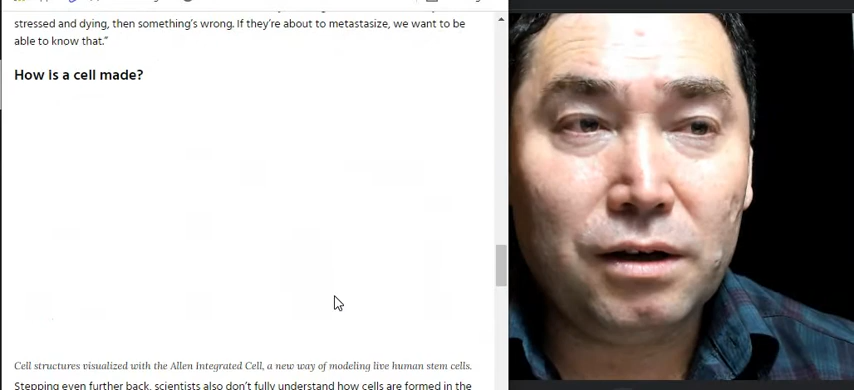 stressed and dying, then something's wrong. If they're about to metastasize, we want to be
able to know that."
How is a cell made?
Cell structures visualized with the Allen Integrated Cell, a new way of modeling live human stem cells.
Stepping even further back, scientists also don't fully understand how cells are formed in the